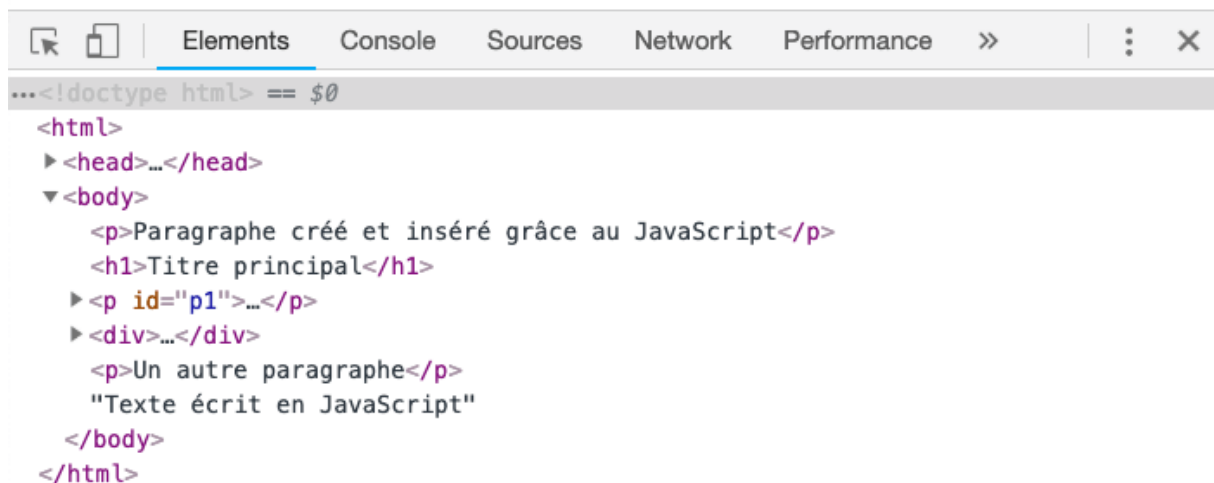 Elements Console Sources Network Performance »
…<!doctype html> == $0
<html>
<head>…</head>
<body>
<p>Paragraphe créé et inséré grâce au JavaScript</p>
<h1>Titre principal</h1>
<p id="p1">…</p>
<div>…</div>
<p>Un autre paragraphe</p>
"Texte écrit en JavaScript"
</body>
</html>